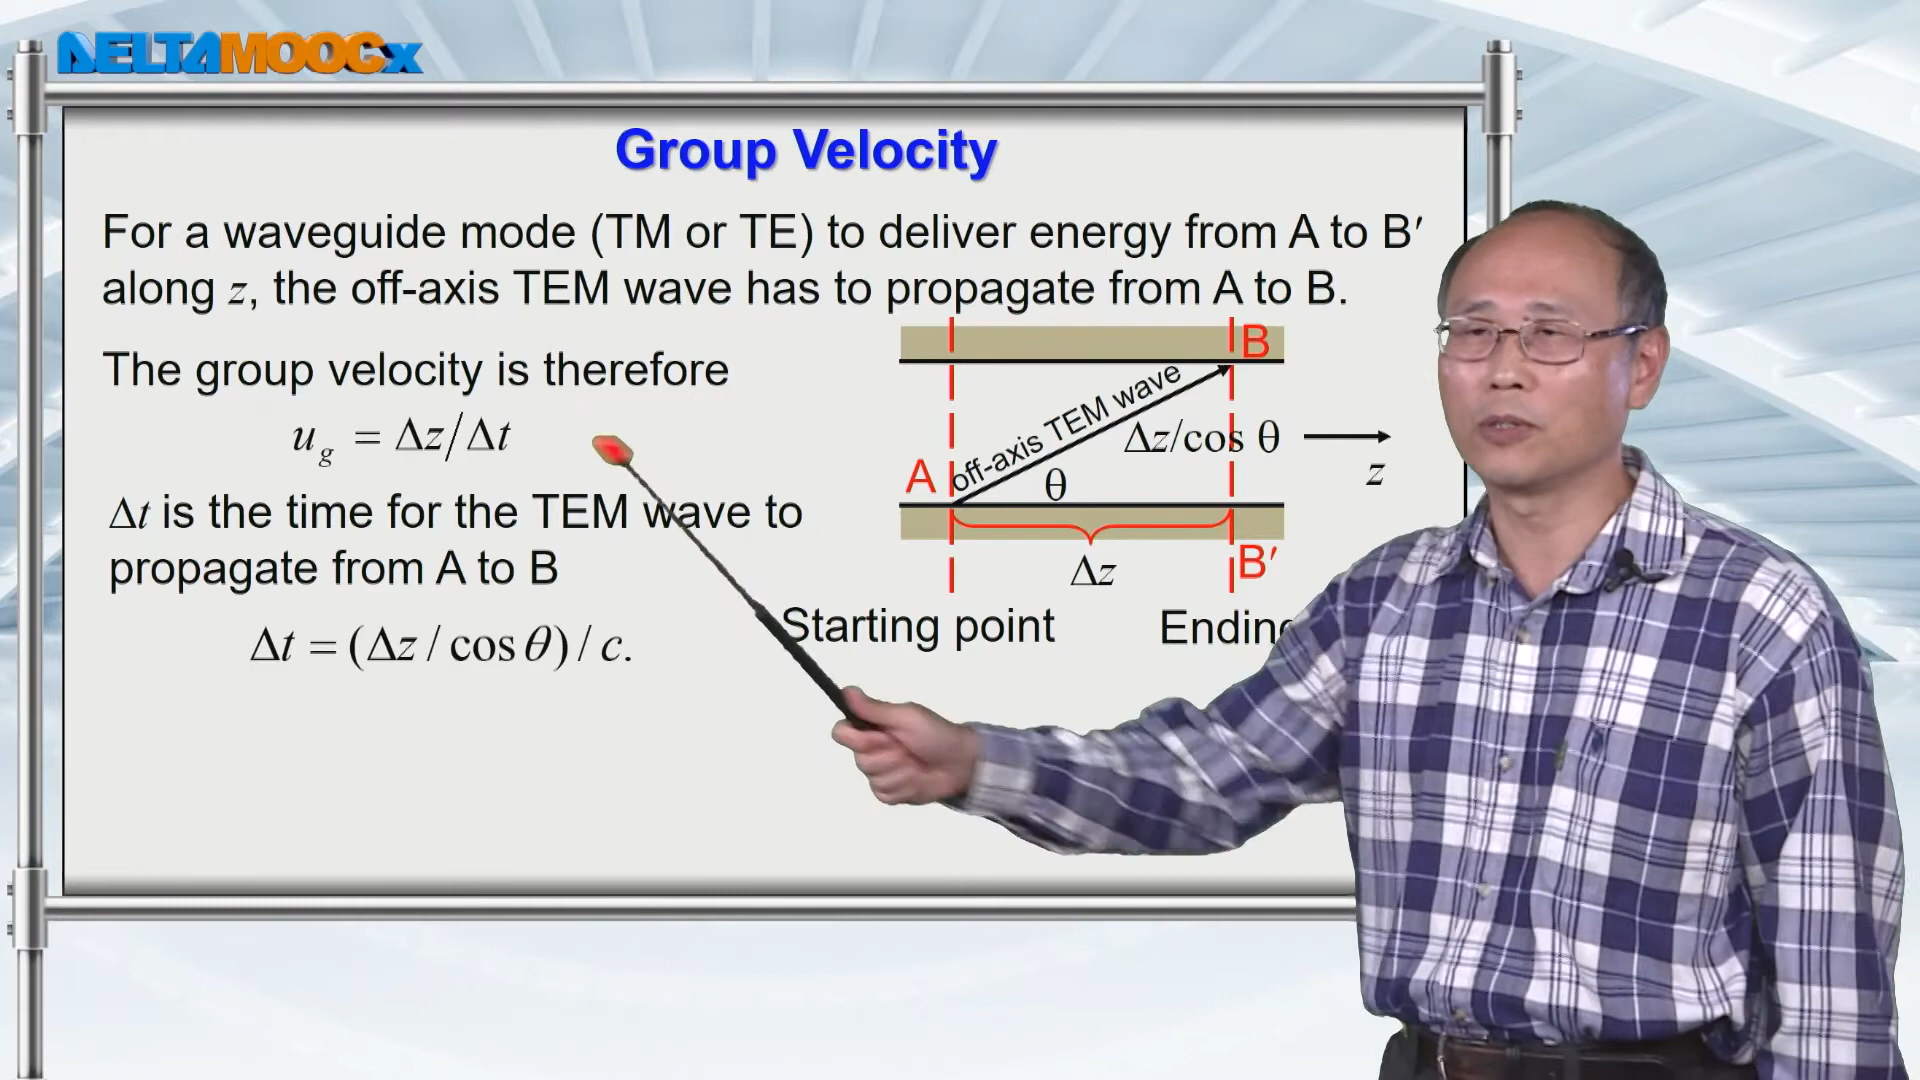 DELTAMOOCx
Group Velocity
For a waveguide mode (TM or TE) to deliver energy from A to B′
along z, the off-axis TEM wave has to propagate from A to B.
The group velocity is therefore
u_g = Δz/Δt
Δt is the time for the TEM wave to
propagate from A to B
Δt = (Δz / cos θ) / c.
B
off-axis TEM wave
Δz/cos θ
A
θ
z
B′
Δz
Starting point